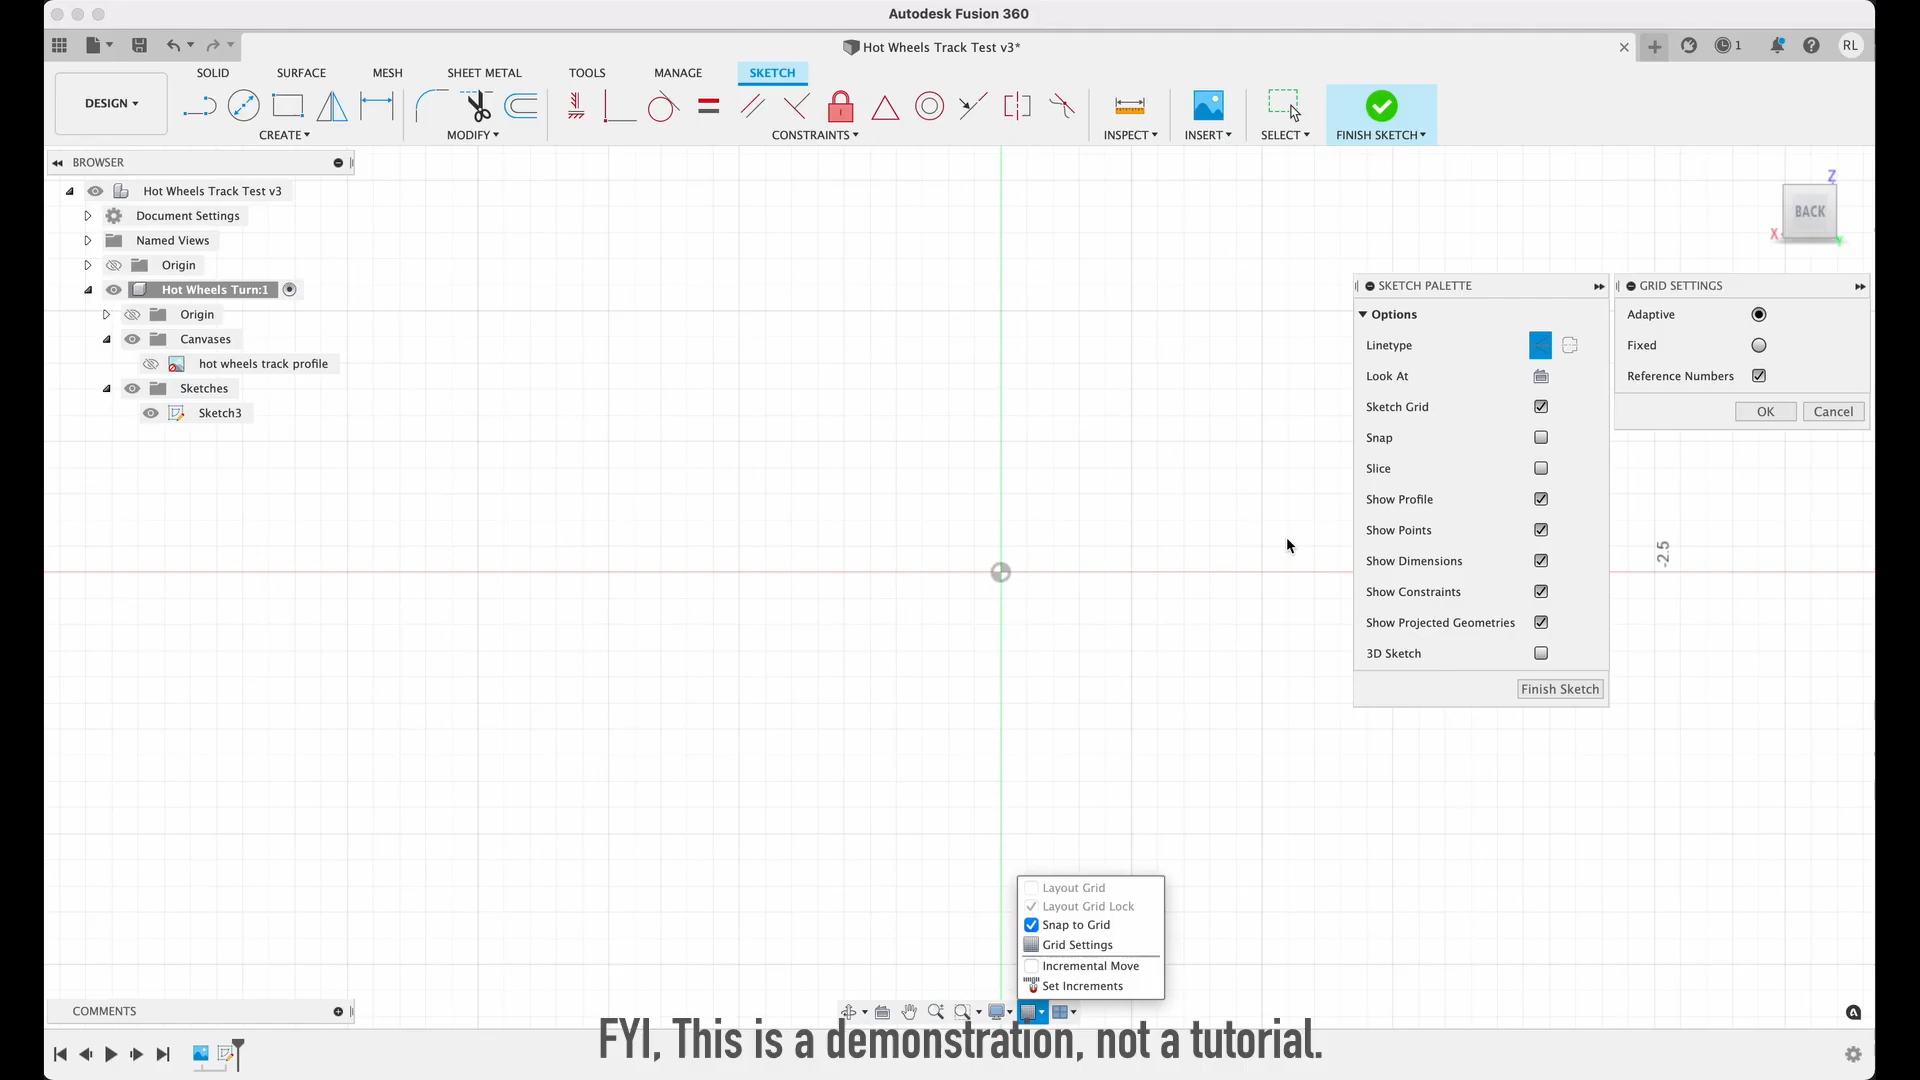 Autodesk Fusion 360
Hot Wheels Track Test v3*
1
RL
SOLID
SURFACE
MESH
SHEET METAL
TOOLS
MANAGE
SKETCH
DESIGN
CREATE
MODIFY
CONSTRAINTS
INSPECT
INSERT
SELECT
FINISH SKETCH
BROWSER
Hot Wheels Track Test v3
Document Settings
Named Views
Origin
Hot Wheels Turn:1
Origin
Canvases
hot wheels track profile
Sketches
Sketch3
Z
BACK
X
Y
SKETCH PALETTE
Options
Linetype
Look At
Sketch Grid
Snap
Slice
Show Profile
Show Points
Show Dimensions
Show Constraints
Show Projected Geometries
3D Sketch
Finish Sketch
GRID SETTINGS
Adaptive
Fixed
Reference Numbers
OK
Cancel
-2.5
Layout Grid
Layout Grid Lock
Snap to Grid
Grid Settings
Incremental Move
Set Increments
COMMENTS
FYI, This is a demonstration, not a tutorial.